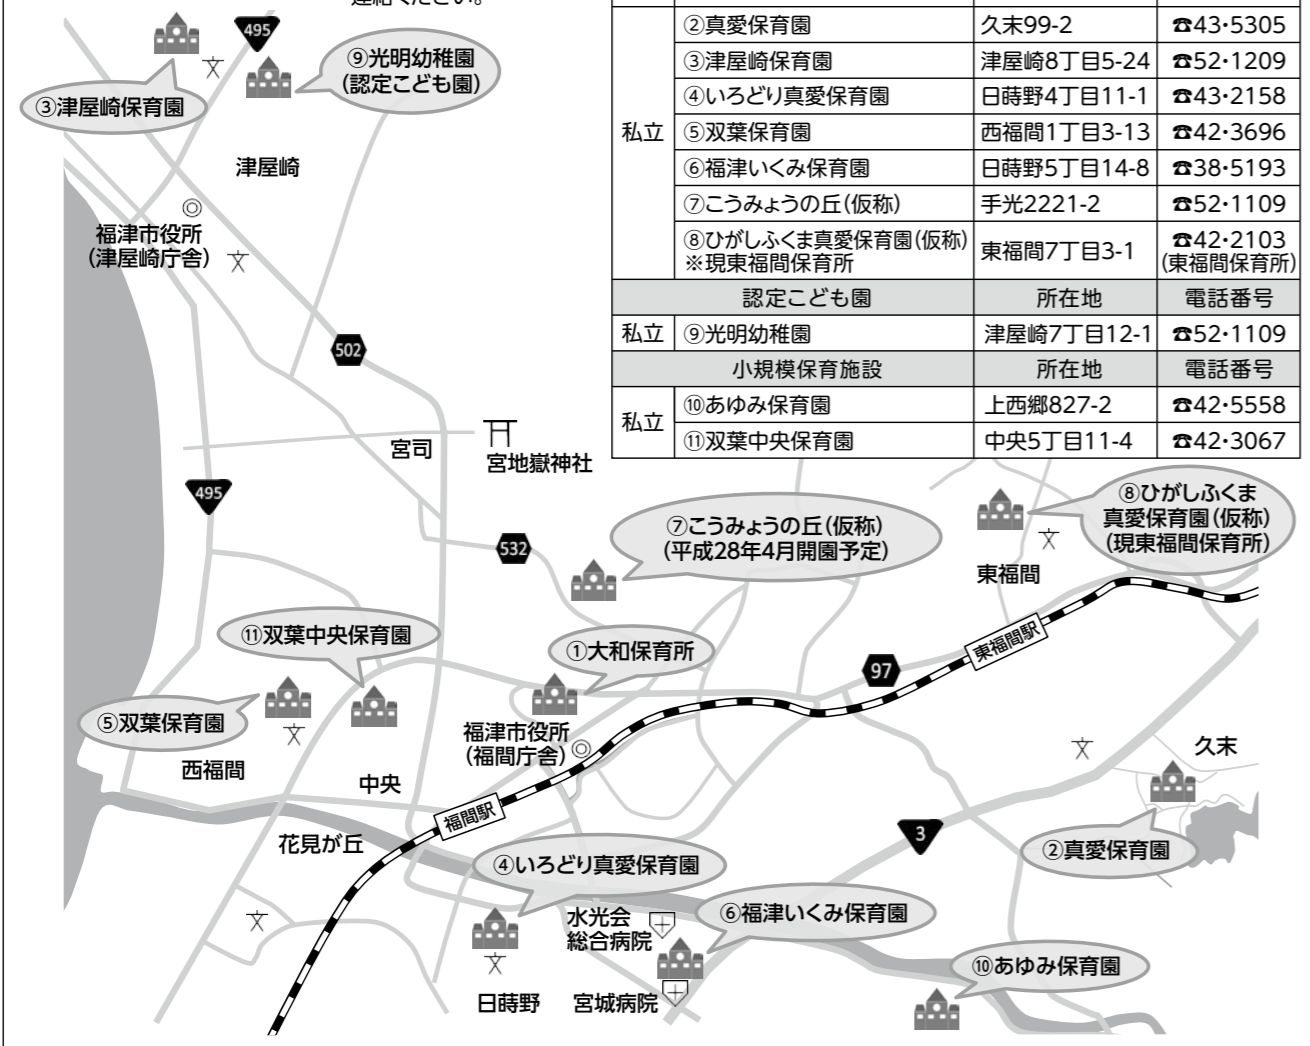 連絡ください。
②真愛保育園 久末99-2 ☎43・5305
③津屋崎保育園 津屋崎8丁目5-24 ☎52・1209
④いろどり真愛保育園 日蒔野4丁目11-1 ☎43・2158
私立 ⑤双葉保育園 西福間1丁目3-13 ☎42・3696
⑥福津いくみ保育園 日蒔野5丁目14-8 ☎38・5193
⑦こうみょうの丘(仮称) 手光2221-2 ☎52・1109
⑧ひがしふくま真愛保育園(仮称) 東福間7丁目3-1 ☎42・2103
※現東福間保育所 (東福間保育所)
認定こども園 所在地 電話番号
私立 ⑨光明幼稚園 津屋崎7丁目12-1 ☎52・1109
小規模保育施設 所在地 電話番号
私立 ⑩あゆみ保育園 上西郷827-2 ☎42・5558
⑪双葉中央保育園 中央5丁目11-4 ☎42・3067
495
⑨光明幼稚園
(認定こども園)
③津屋崎保育園
津屋崎
福津市役所
(津屋崎庁舎)
502
宮司
宮地嶽神社
495
532
⑦こうみょうの丘(仮称)
(平成28年4月開園予定)
⑧ひがしふくま
真愛保育園(仮称)
(現東福間保育所)
東福間
⑪双葉中央保育園
①大和保育所
東福間駅
97
⑤双葉保育園
福津市役所
(福間庁舎)
西福間
中央
久末
福間駅
3
花見が丘
②真愛保育園
④いろどり真愛保育園
水光会
総合病院
⑥福津いくみ保育園
⑩あゆみ保育園
日蒔野
宮城病院